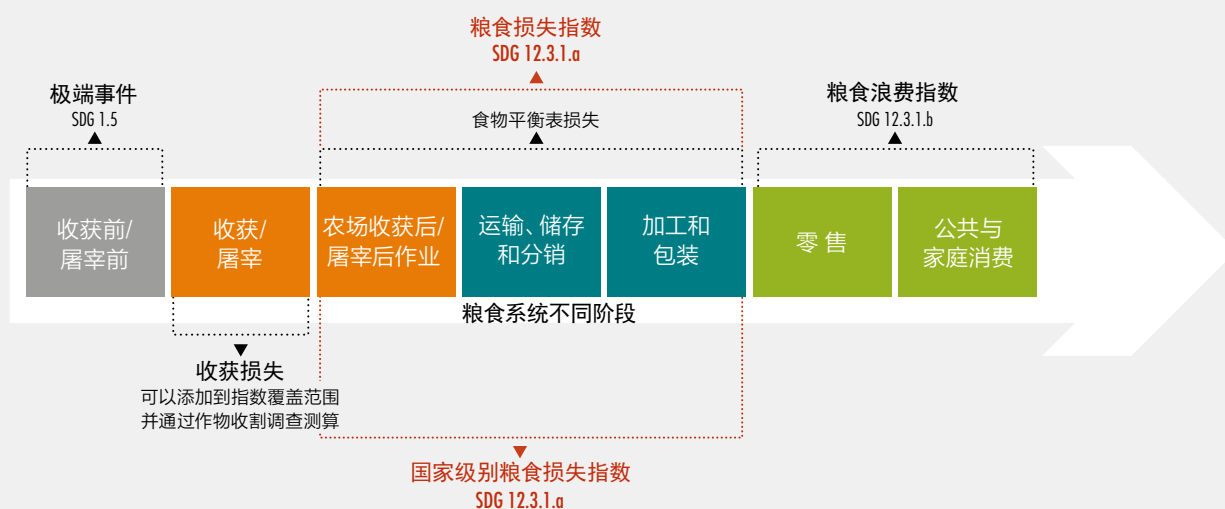 粮食损失指数
SDG 12.3.1.a
极端事件
SDG 1.5
食物平衡表损失
粮食浪费指数
SDG 12.3.1.b
收获前/
屠宰前
收获/
屠宰
农场收获后/
屠宰后作业
运输、储存
和分销
加工和
包装
零售
公共与
家庭消费
粮食系统不同阶段
收获损失
可以添加到指数覆盖范围
并通过作物收割调查测算
国家级别粮食损失指数
SDG 12.3.1.a